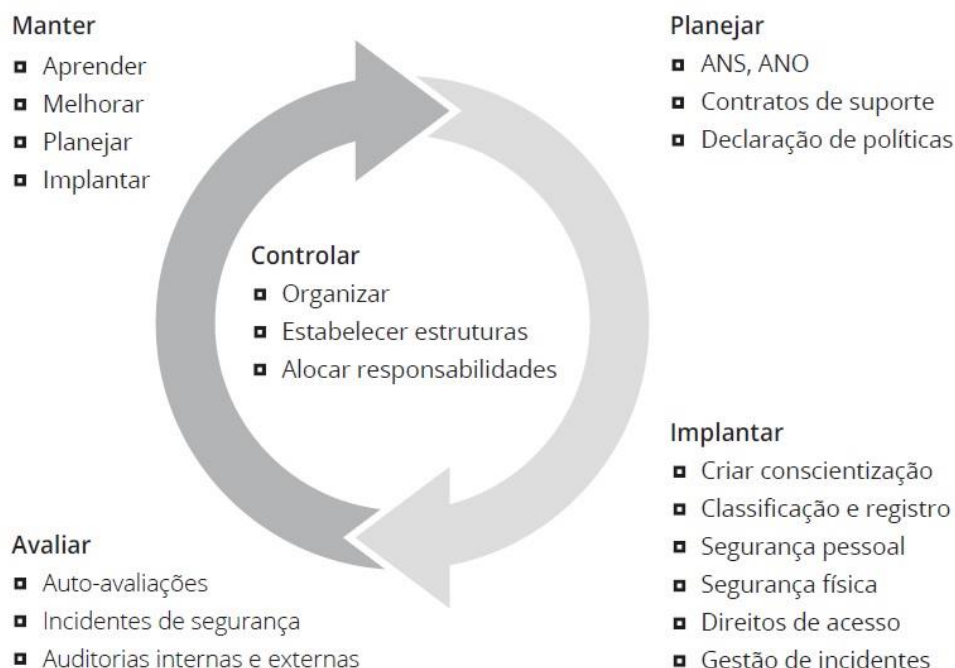 Manter
Aprender
Melhorar
Planejar
Implantar
Planejar
ANS, ANO
Contratos de suporte
Declaração de políticas
Controlar
Organizar
Estabelecer estruturas
Alocar responsabilidades
Implantar
Criar conscientização
Classificação e registro
Segurança pessoal
Segurança física
Direitos de acesso
Gestão de incidentes
Avaliar
Auto-avaliações
Incidentes de segurança
Auditorias internas e externas